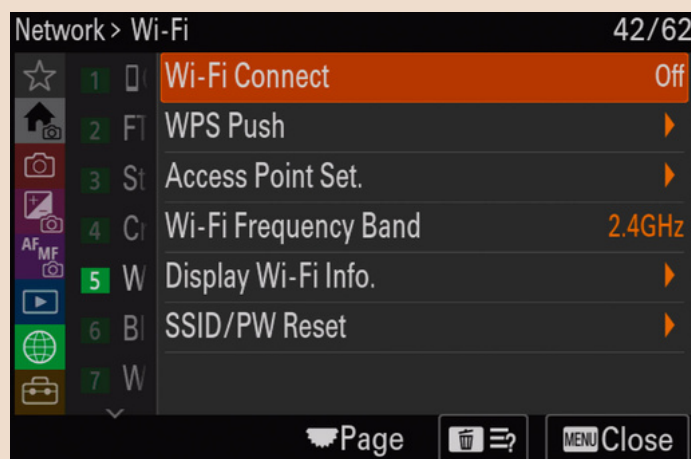 Network > Wi-Fi 42/62
Wi-Fi Connect Off
WPS Push
Access Point Set.
Wi-Fi Frequency Band 2.4GHz
Display Wi-Fi Info.
SSID/PW Reset
1
2 FT
3 St
4 Cr
5 W
6 Bl
7 W
AF MF
Page
MENU Close